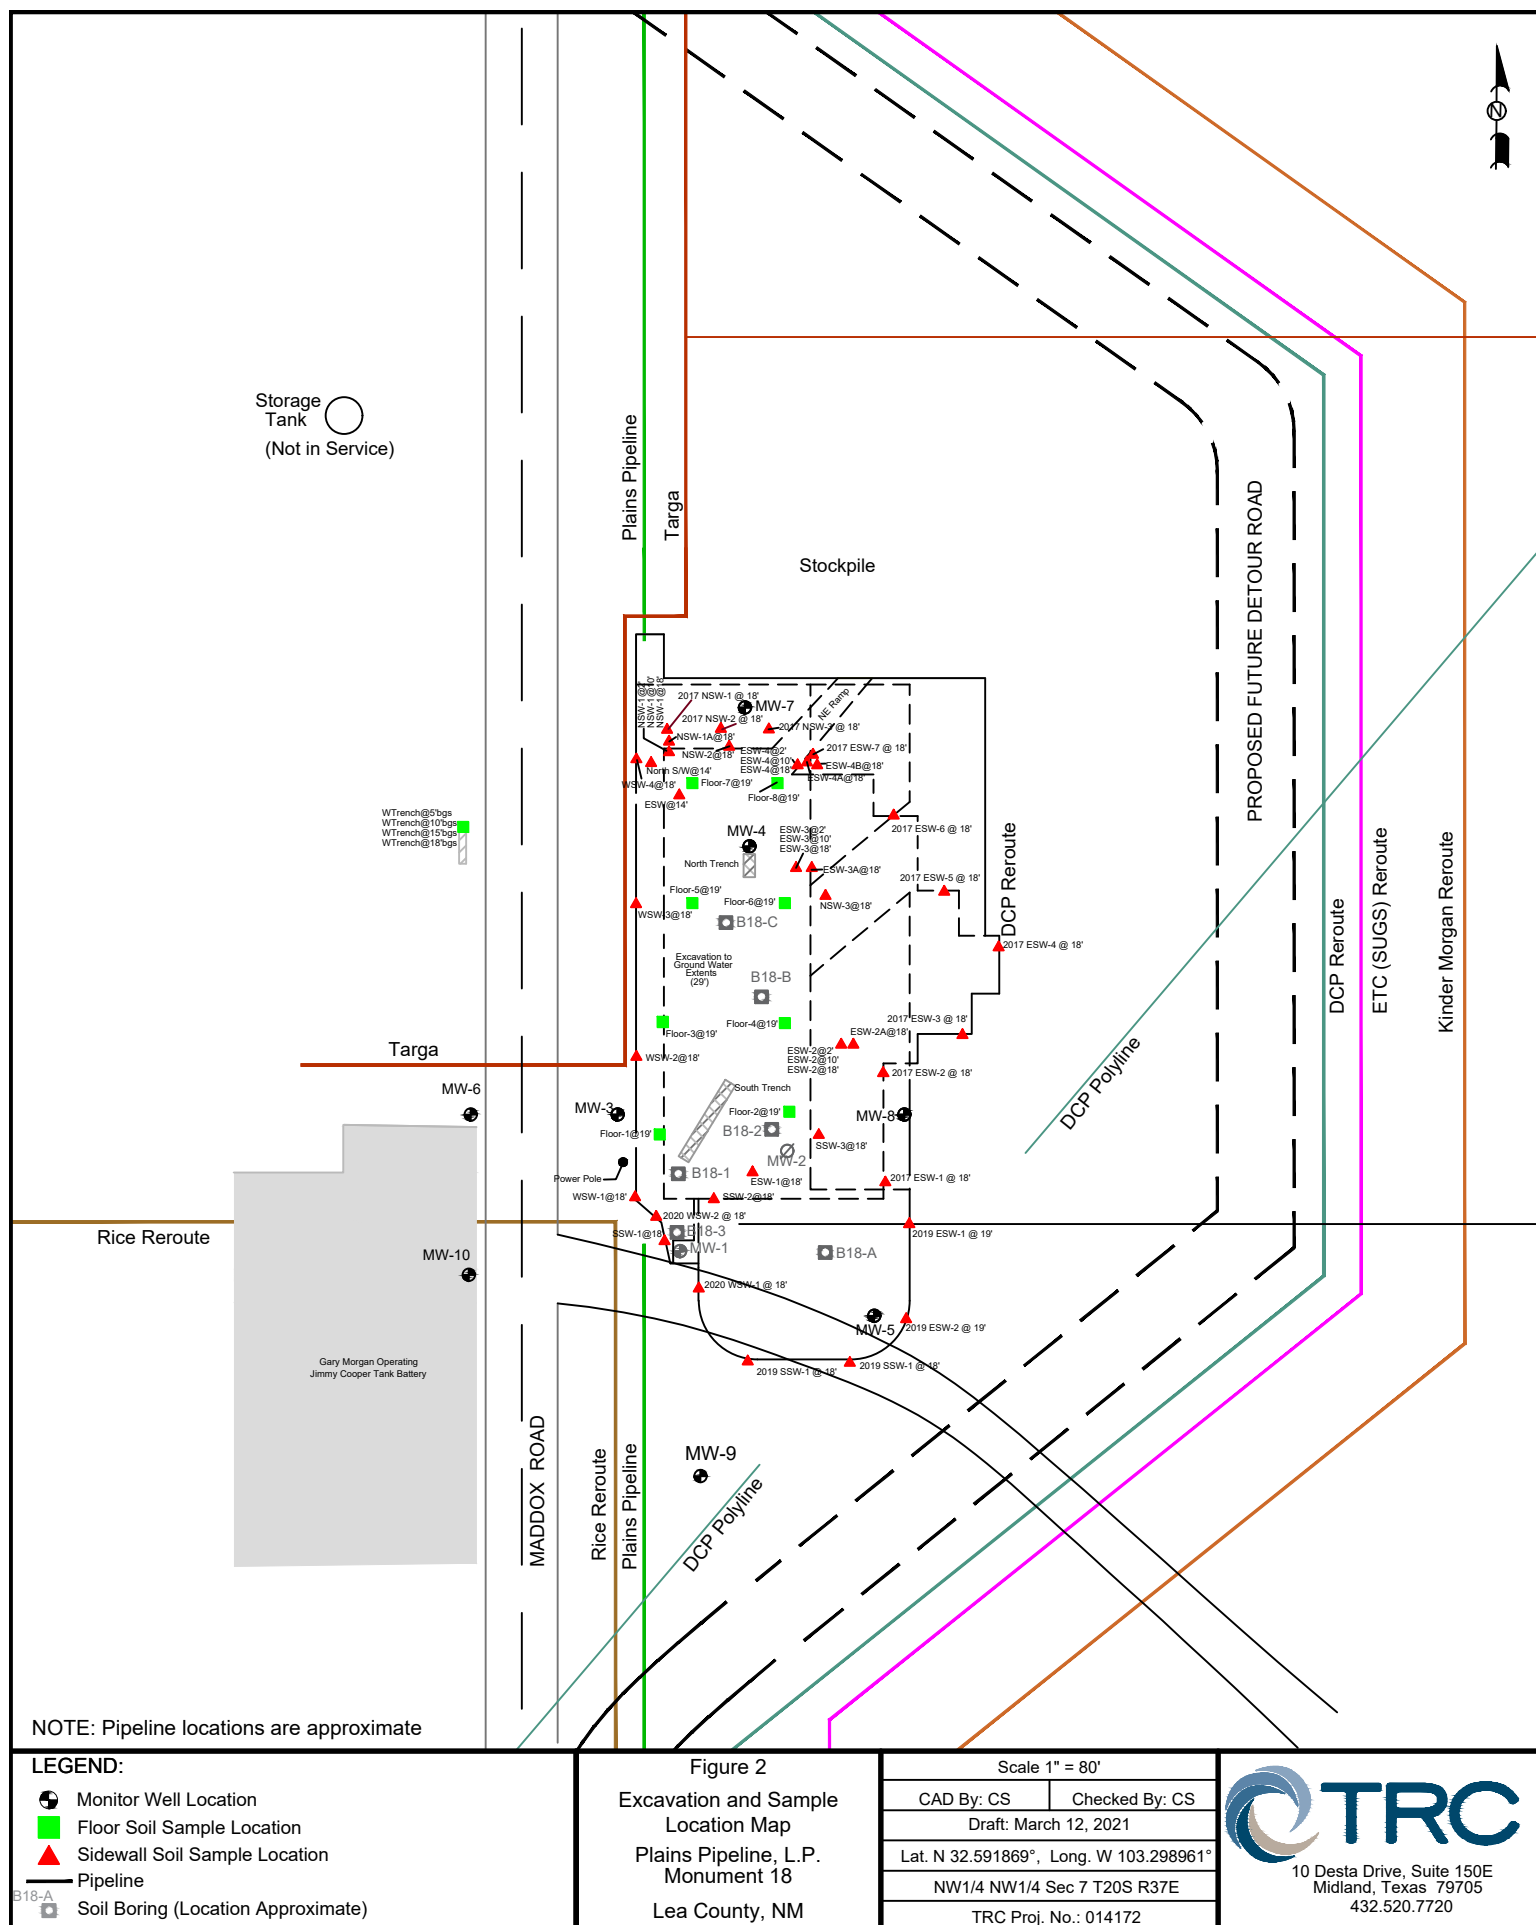 N
Storage
Tank
(Not in Service)
Plains Pipeline
Targa
Stockpile
PROPOSED FUTURE DETOUR ROAD
NSW-1@2'
NSW-1@10'
NSW-1@18'
2017 NSW-1 @ 18'
MW-7
NE Ramp
2017 NSW-2 @ 18'
2017 NSW-3 @ 18'
NSW-1A@18'
NSW-2@18'
ESW-4@2'
ESW-4@10'
ESW-4@18'
2017 ESW-7 @ 18'
ESW-4B@18'
ESW-4A@18'
North S/W@14'
WSW-4@18'
Floor-7@19'
Floor-8@19'
ESW@14'
WTrench@5'bgs
WTrench@10'bgs
WTrench@15'bgs
WTrench@18'bgs
MW-4
ESW-3@2'
ESW-3@10'
ESW-3@18'
2017 ESW-6 @ 18'
North Trench
ESW-3A@18'
2017 ESW-5 @ 18'
Floor-5@19'
Floor-6@19'
NSW-3@18'
WSW-3@18'
B18-C
DCP Reroute
2017 ESW-4 @ 18'
Excavation to
Ground Water
Extents
(29')
B18-B
DCP Reroute
ETC (SUGS) Reroute
Kinder Morgan Reroute
Floor-3@19'
Floor-4@19'
2017 ESW-3 @ 18'
ESW-2A@18'
ESW-2@2'
ESW-2@10'
ESW-2@18'
Targa
WSW-2@18'
2017 ESW-2 @ 18'
DCP Polyline
South Trench
MW-6
MW-3
Floor-2@19'
MW-8
Floor-1@19'
B18-2
SSW-3@18'
MW-2
Power Pole
B18-1
ESW-1@18'
2017 ESW-1 @ 18'
WSW-1@18'
SSW-2@18'
2020 WSW-2 @ 18'
SSW-1@18'
B18-3
2019 ESW-1 @ 19'
Rice Reroute
MW-10
MW-1
B18-A
2020 WSW-1 @ 18'
MW-5
2019 ESW-2 @ 19'
Gary Morgan Operating
Jimmy Cooper Tank Battery
2019 SSW-1 @ 18'
2019 SSW-1 @ 18'
MADDOX ROAD
Rice Reroute
Plains Pipeline
MW-9
DCP Polyline
NOTE: Pipeline locations are approximate
LEGEND:
Monitor Well Location
Floor Soil Sample Location
Sidewall Soil Sample Location
Pipeline
B18-A
Soil Boring (Location Approximate)
Figure 2
Excavation and Sample
Location Map
Plains Pipeline, L.P.
Monument 18
Lea County, NM
Scale 1" = 80'
CAD By: CS
Checked By: CS
Draft: March 12, 2021
Lat. N 32.591869°, Long. W 103.298961°
NW1/4 NW1/4 Sec 7 T20S R37E
TRC Proj. No.: 014172
TRC
10 Desta Drive, Suite 150E
Midland, Texas 79705
432.520.7720